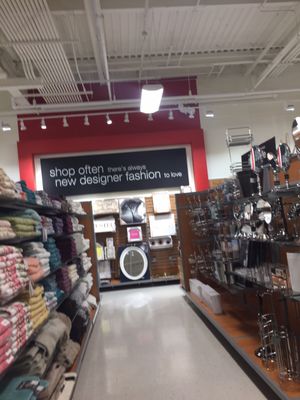 shop often there's always
new designer fashion to love